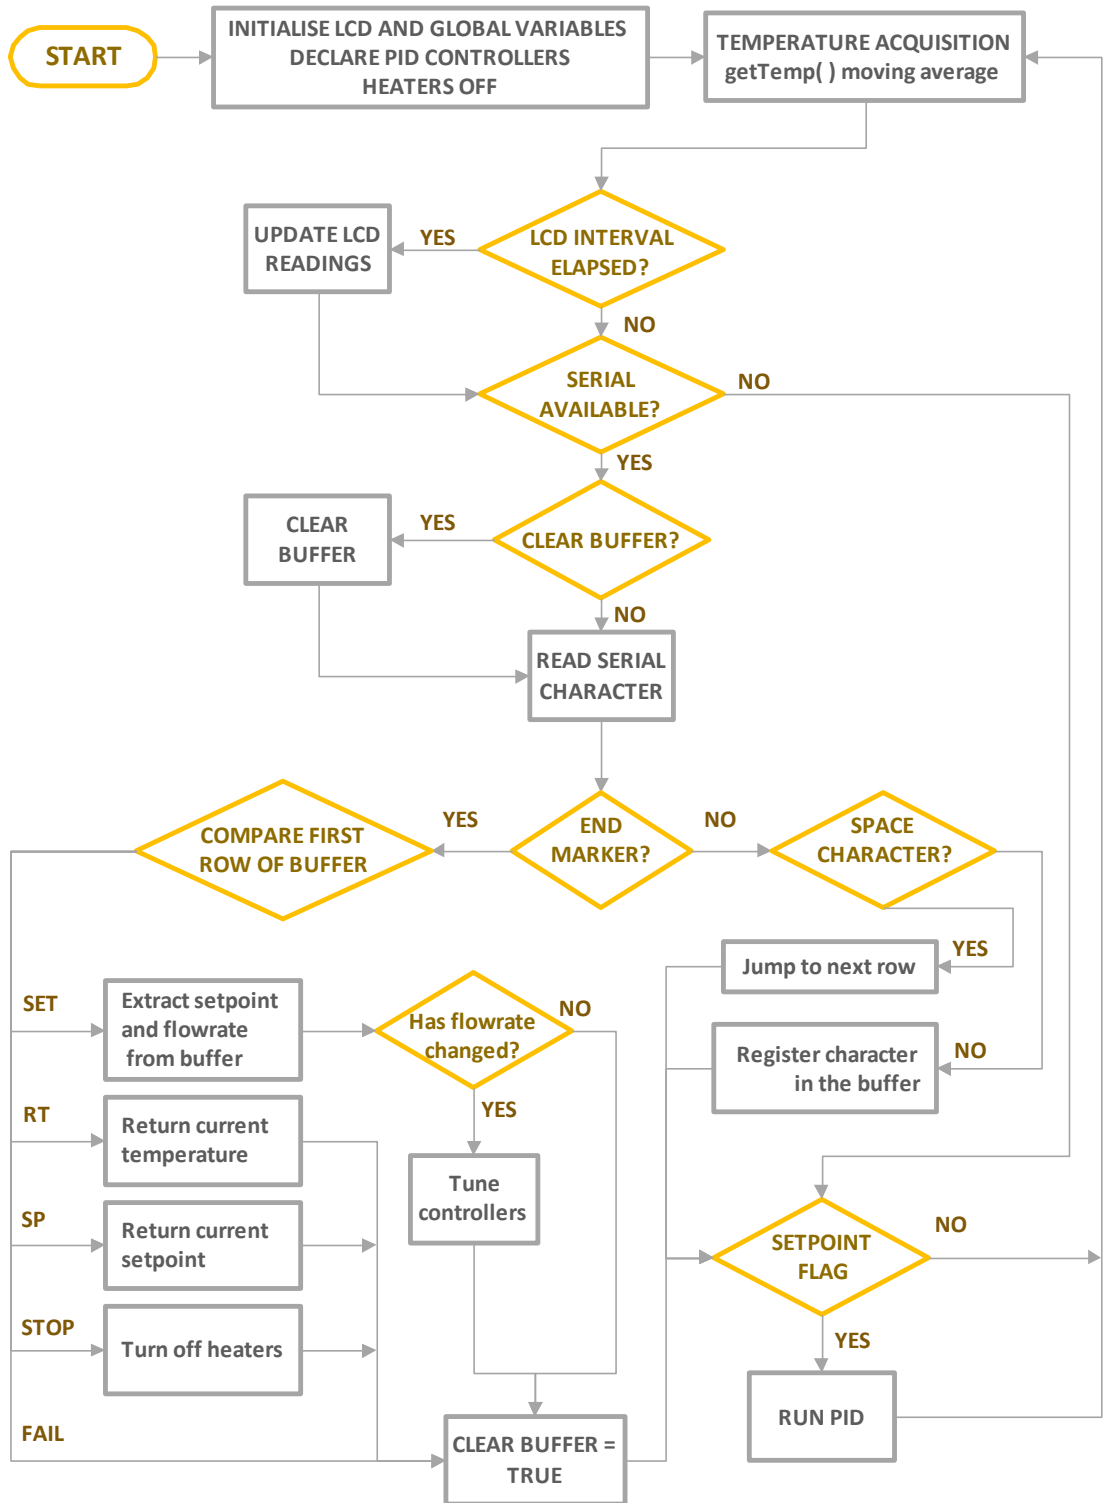 START
INITIALISE LCD AND GLOBAL VARIABLES
DECLARE PID CONTROLLERS
HEATERS OFF
TEMPERATURE ACQUISITION
getTemp( ) moving average
LCD INTERVAL
ELAPSED?
YES
UPDATE LCD
READINGS
NO
SERIAL
AVAILABLE?
NO
YES
CLEAR BUFFER?
YES
CLEAR
BUFFER
NO
READ SERIAL
CHARACTER
END
MARKER?
YES
COMPARE FIRST
ROW OF BUFFER
NO
SPACE
CHARACTER?
YES
Jump to next row
NO
Register character
in the buffer
SET
Extract setpoint
and flowrate
from buffer
Has flowrate
changed?
NO
YES
Tune
controllers
RT
Return current
temperature
SP
Return current
setpoint
STOP
Turn off heaters
FAIL
CLEAR BUFFER =
TRUE
SETPOINT
FLAG
NO
YES
RUN PID